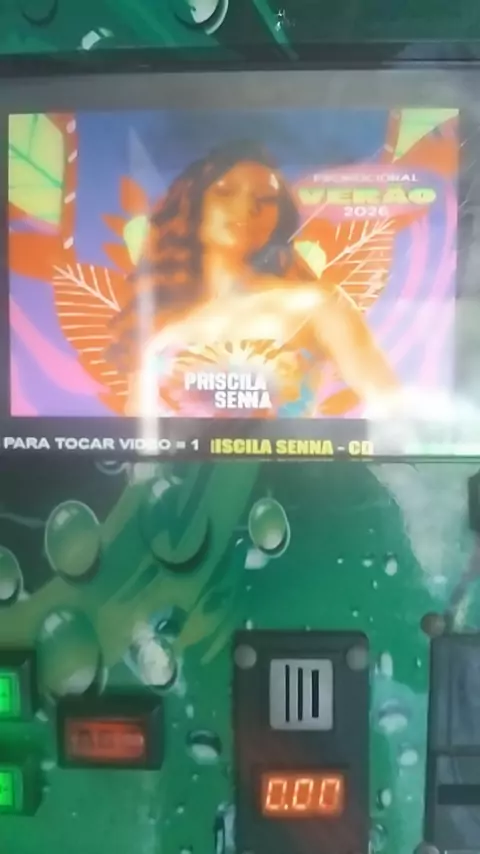 PROMOCIONAL
VERÃO
2026
PRISCILA
SENNA
PARA TOCAR VIDEO = 1 RISCILA SENNA - CD
0.00